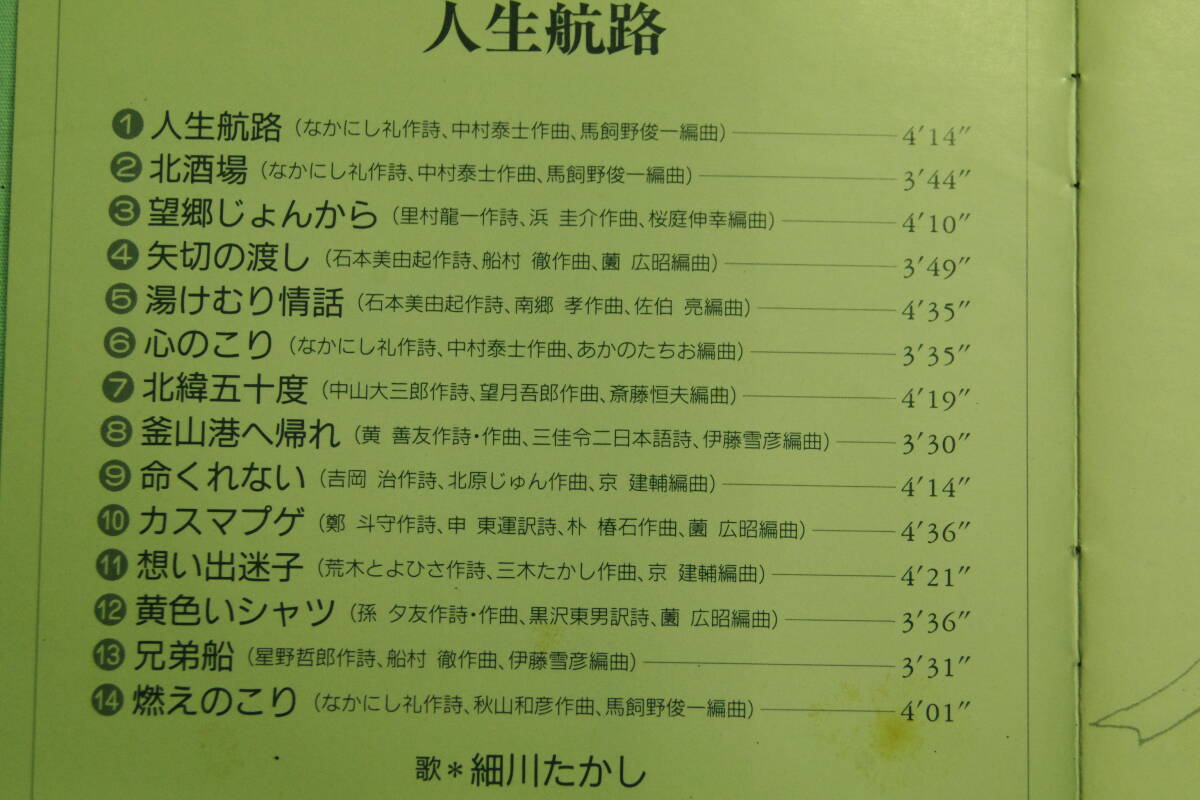 人生航路
❶人生航路（なかにし礼作詩、中村泰士作曲、馬飼野俊一編曲）4′14″
❷北酒場（なかにし礼作詩、中村泰士作曲、馬飼野俊一編曲）3′44″
❸望郷じょんから（里村龍一作詩、浜 圭介作曲、桜庭伸幸編曲）4′10″
❹矢切の渡し（石本美由起作詩、船村 徹作曲、薗 広昭編曲）3′49″
❺湯けむり情話（石本美由起作詩、南郷 孝作曲、佐伯 亮編曲）4′35″
❻心のこり（なかにし礼作詩、中村泰士作曲、あかのたちお編曲）3′35″
❼北緯五十度（中山大三郎作詩、望月吾郎作曲、斎藤恒夫編曲）4′19″
❽釜山港へ帰れ（黄 善友作詩・作曲、三佳令二日本語詩、伊藤雪彦編曲）3′30″
❾命くれない（吉岡 治作詩、北原じゅん作曲、京 建輔編曲）4′14″
❿カスマプゲ（鄭 斗守作詩、申 東運訳詩、朴 椿石作曲、薗 広昭編曲）4′36″
⓫想い出迷子（荒木とよひさ作詩、三木たかし作曲、京 建輔編曲）4′21″
⓬黄色いシャツ（孫 夕友作詩・作曲、黒沢東男訳詩、薗 広昭編曲）3′36″
⓭兄弟船（星野哲郎作詩、船村 徹作曲、伊藤雪彦編曲）3′31″
⓮燃えのこり（なかにし礼作詩、秋山和彦作曲、馬飼野俊一編曲）4′01″
歌＊細川たかし